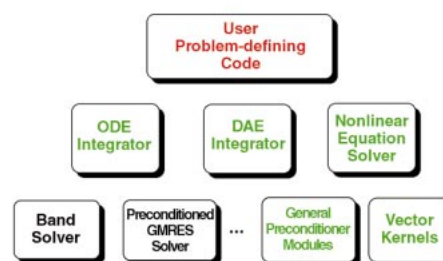 User
Problem-defining
Code
ODE
Integrator
DAE
Integrator
Nonlinear
Equation
Solver
Band
Solver
Preconditioned
GMRES
Solver
...
General
Preconditioner
Modules
Vector
Kernels